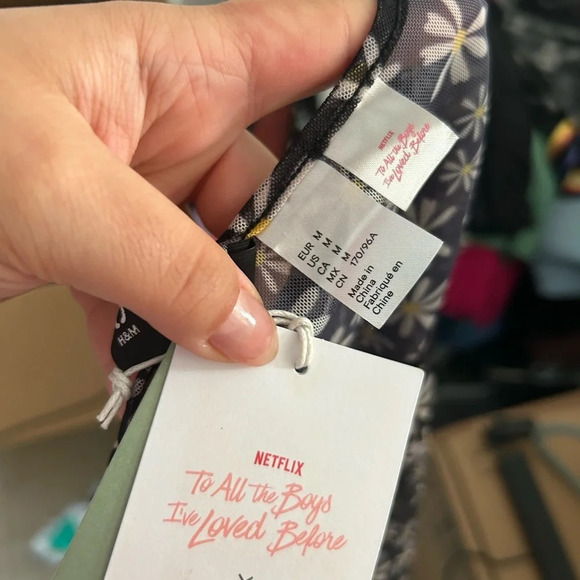 NETFLIX
To All the Boys
I've Loved Before
EUR M
US M
CA M
MX M
CN 170/96A
Made in
China
Fabriqué en
Chine
H&M
NETFLIX
To All the Boys
I've Loved Before
X